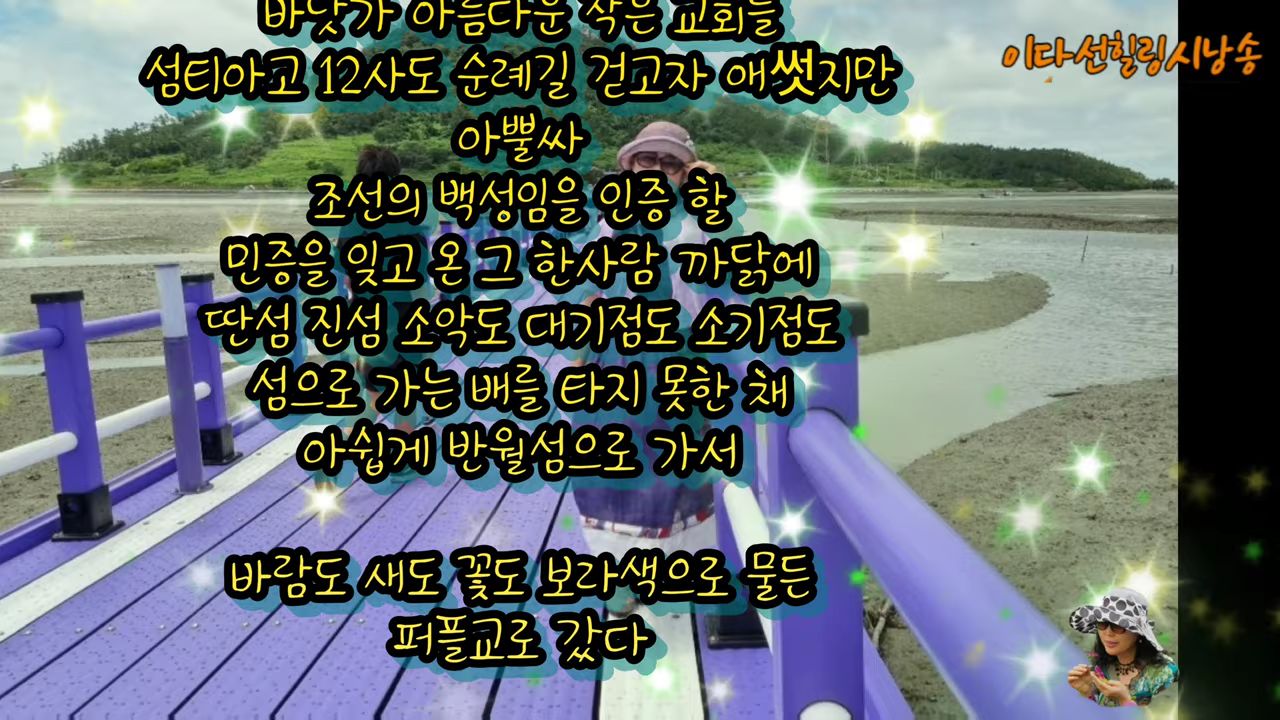 바닷가 아름다운 작은 교회들
이다선힐링시낭송
섬티아고 12사도 순례길 걷고자 애썻지만
아뿔싸
조선의 백성임을 인증 할
민증을 잊고 온 그 한사람 까닭에
딴섬 진섬 소악도 대기점도 소기점도
섬으로 가는 배를 타지 못한 채
아쉽게 반월섬으로 가서
바람도 새도 꽃도 보라색으로 물든
퍼플교로 갔다